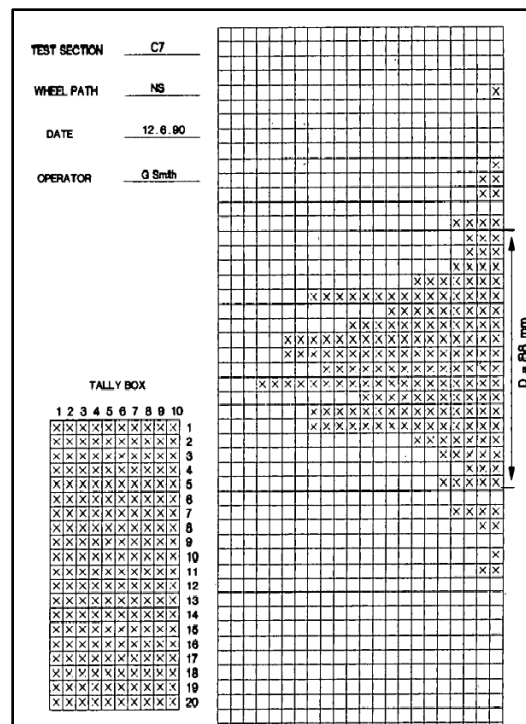 TEST SECTION C7
WHEEL PATH NS
DATE 12.6.90
OPERATOR G Smith
D = 88 mm
TALLY BOX
1 2 3 4 5 6 7 8 9 10
1
2
3
4
5
6
7
8
9
10
11
12
13
14
15
16
17
18
19
20